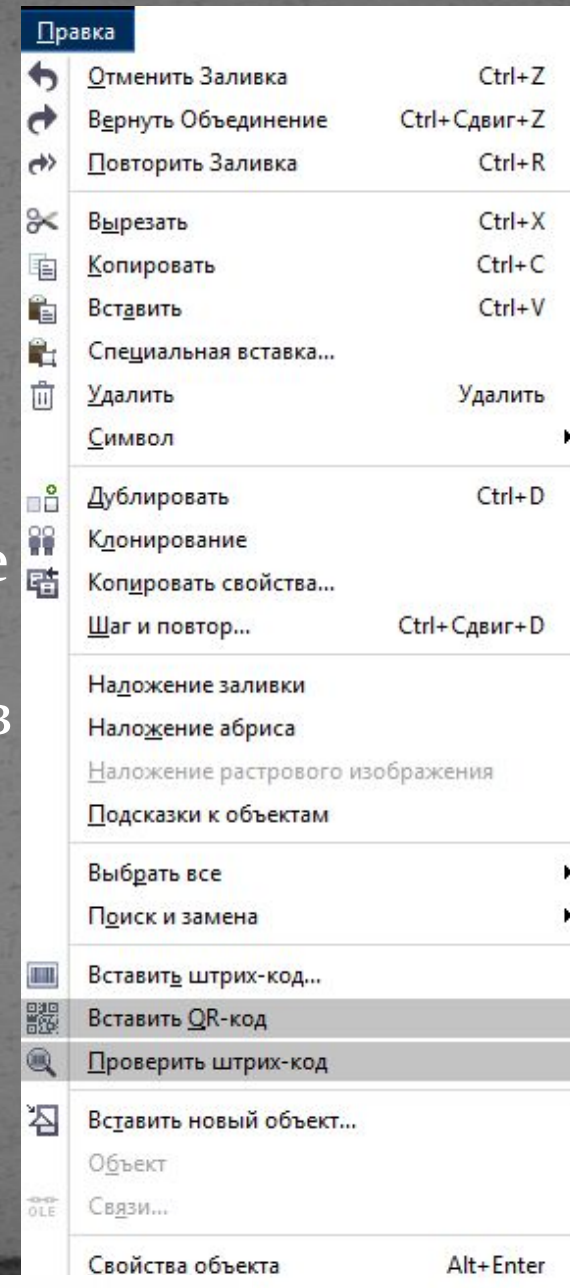 Правка
Отменить Заливка Ctrl+Z
Вернуть Объединение Ctrl+Сдвиг+Z
Повторить Заливка Ctrl+R
Вырезать Ctrl+X
Копировать Ctrl+C
Вставить Ctrl+V
Специальная вставка...
Удалить Удалить
Символ
Дублировать Ctrl+D
Клонирование
е
Копировать свойства...
Шаг и повтор... Ctrl+Сдвиг+D
Наложение заливки
в
Наложение абриса
Наложение растрового изображения
Подсказки к объектам
Выбрать все
Поиск и замена
Вставить штрих-код...
Вставить QR-код
Проверить штрих-код
Вставить новый объект...
Объект
OLE Связи...
Свойства объекта Alt+Enter